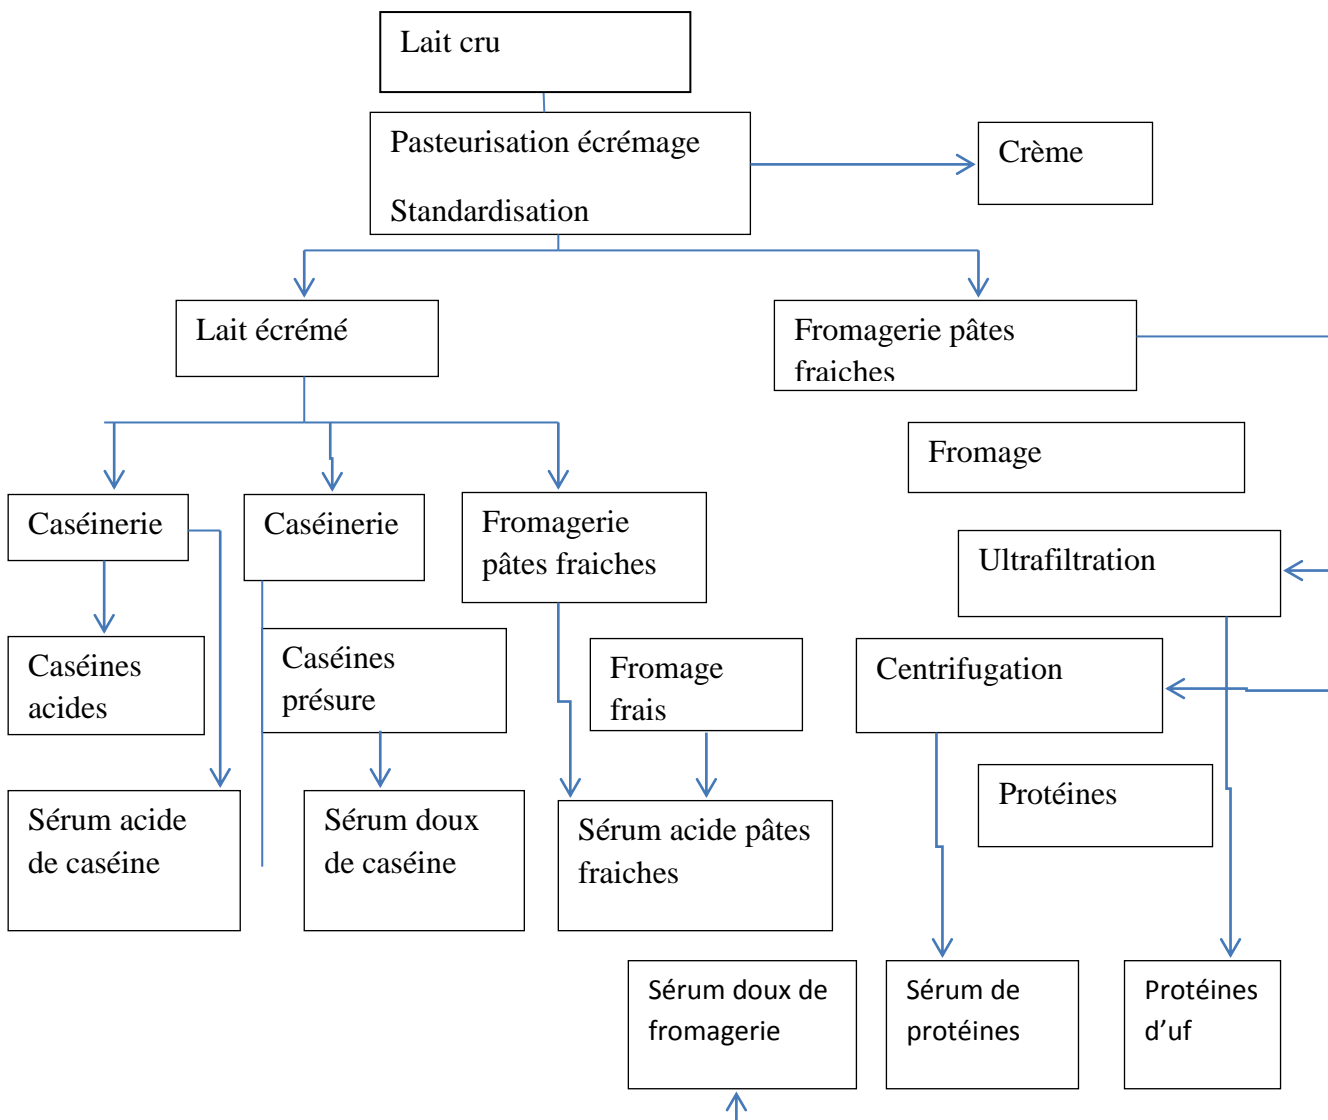 Lait cru
Pasteurisation écrémage
Standardisation
Crème
Lait écrémé
Fromagerie pâtes
fraiches
Fromage
Caséinerie
Caséinerie
Fromagerie
pâtes fraiches
Ultrafiltration
Caséines
acides
Caséines
présure
Fromage
frais
Centrifugation
Protéines
Sérum acide
de caséine
Sérum doux
de caséine
Sérum acide pâtes
fraiches
Sérum doux de
fromagerie
Sérum de
protéines
Protéines
d’uf